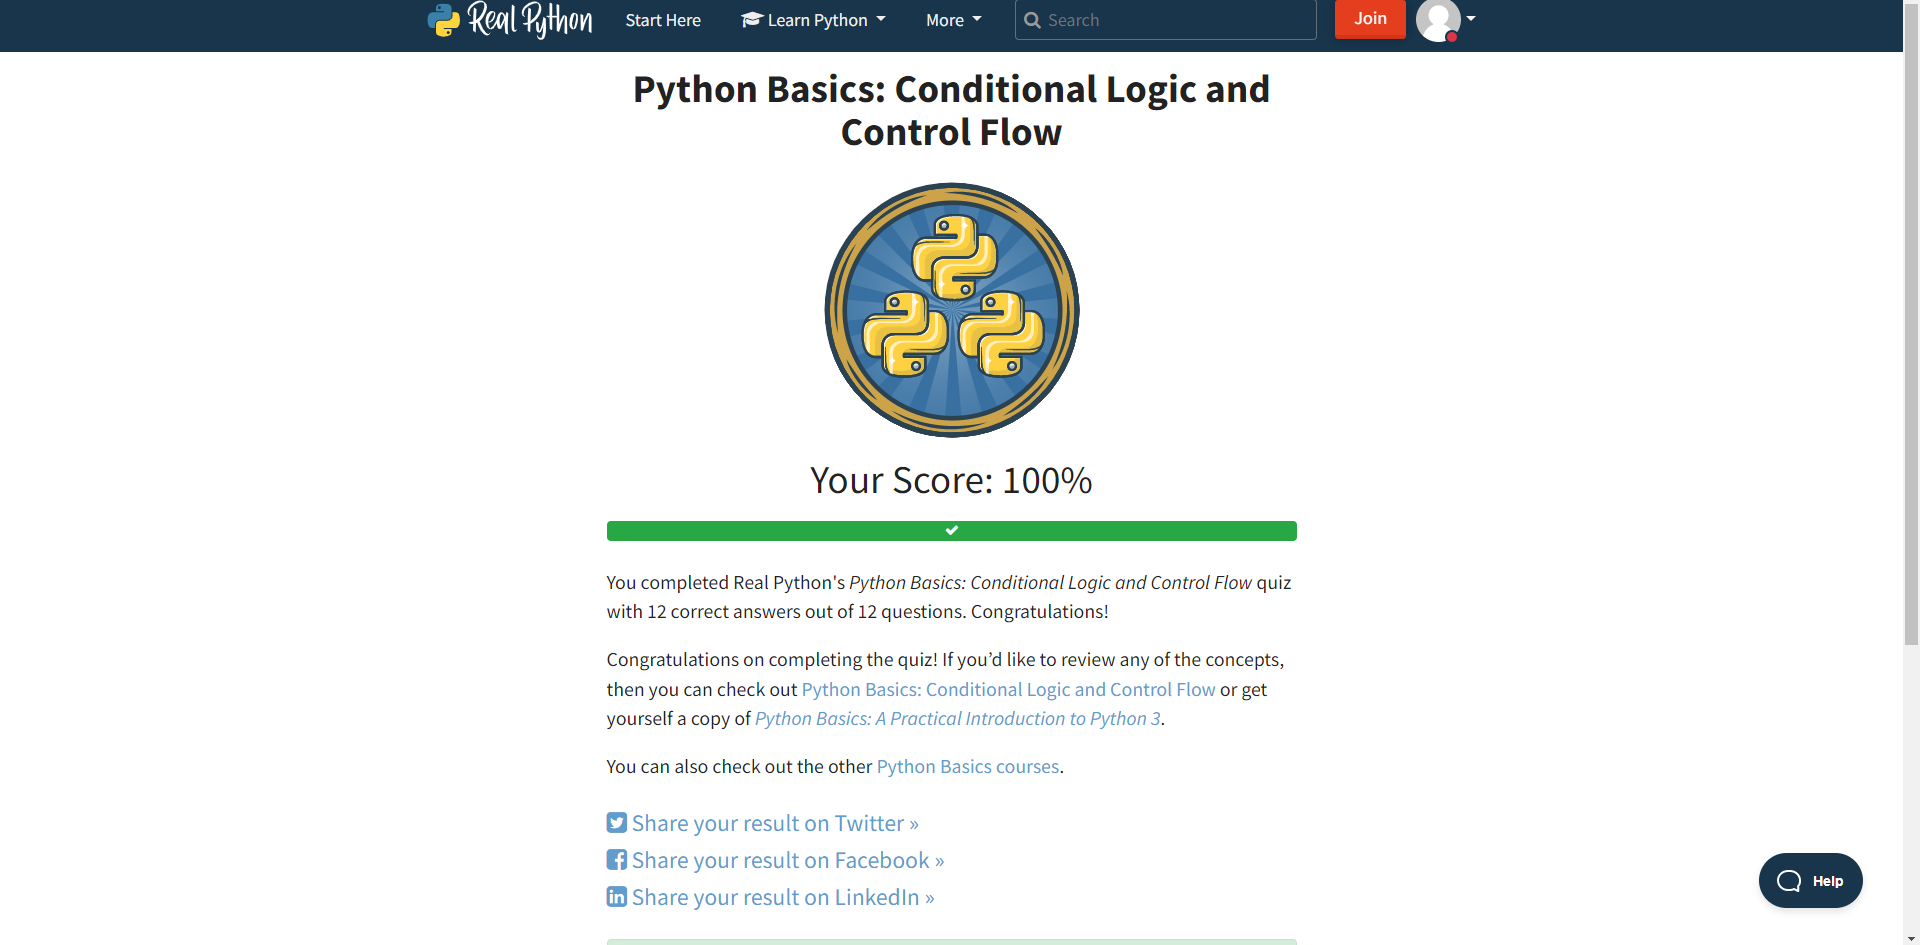 Real Python Start Here Learn Python More Search Join
Python Basics: Conditional Logic and
Control Flow
Your Score: 100%
You completed Real Python's Python Basics: Conditional Logic and Control Flow quiz
with 12 correct answers out of 12 questions. Congratulations!
Congratulations on completing the quiz! If you’d like to review any of the concepts,
then you can check out Python Basics: Conditional Logic and Control Flow or get
yourself a copy of Python Basics: A Practical Introduction to Python 3.
You can also check out the other Python Basics courses.
Share your result on Twitter »
Share your result on Facebook »
Share your result on LinkedIn »
Help